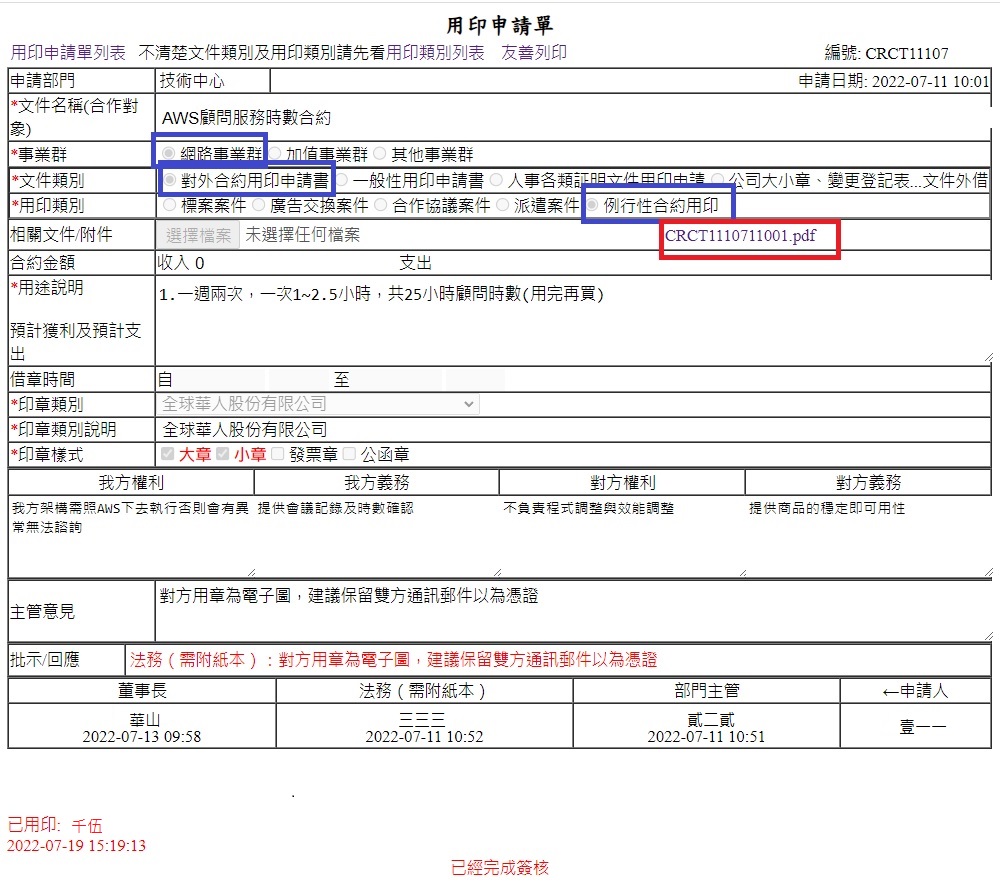 用印申請單
用印申請單列表 不清楚文件類別及用印類別請先看用印類別列表 友善列印 編號: CRCT11107
申請部門 技術中心 申請日期: 2022-07-11 10:01
*文件名稱(合作對象) AWS顧問服務時數合約
*事業群 網路事業群 加值事業群 其他事業群
*文件類別 對外合約用印申請書 一般性用印申請書 人事各類証明文件用印申請 公司大小章、變更登記表...文件外借
*用印類別 標案案件 廣告交換案件 合作協議案件 派遣案件 例行性合約用印
相關文件/附件 選擇檔案 未選擇任何檔案 CRCT1110711001.pdf
合約金額 收入 0 支出
*用途說明 1.一週兩次，一次1~2.5小時，共25小時顧問時數(用完再買)
預計獲利及預計支出
借章時間 自 至
*印章類別 全球華人股份有限公司
*印章類別說明 全球華人股份有限公司
*印章樣式 大章 小章 發票章 公函章
我方權利 我方義務 對方權利 對方義務
我方架構需照AWS下去執行否則會有異常無法諮詢 提供會議記錄及時數確認 不負責程式調整與效能調整 提供商品的穩定即可用性
主管意見 對方用章為電子圖，建議保留雙方通訊郵件以為憑證
批示/回應 法務（需附紙本）：對方用章為電子圖，建議保留雙方通訊郵件以為憑證
董事長 法務（需附紙本） 部門主管 ←申請人
華山 三三三 貳二貳 壹一一
2022-07-13 09:58 2022-07-11 10:52 2022-07-11 10:51
.
已用印: 千伍
2022-07-19 15:19:13
已經完成簽核